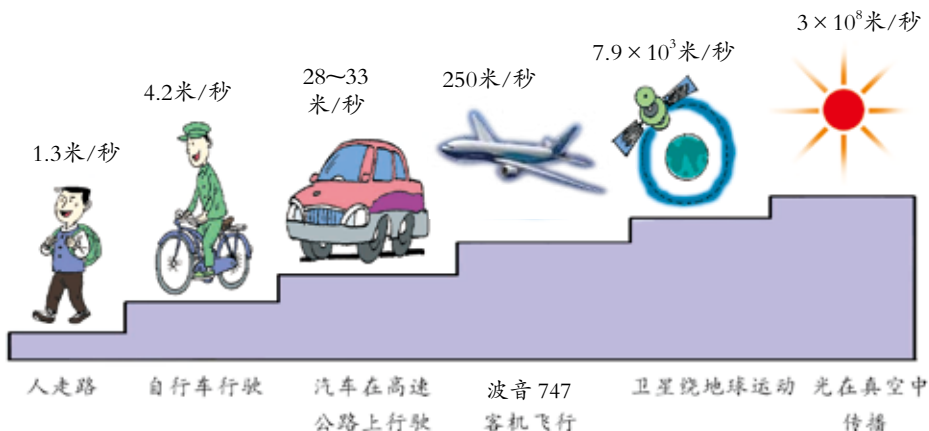 1.3米/秒
4.2米/秒
28～33
米/秒
250米/秒
7.9×10³米/秒
3×10⁸米/秒
人走路
自行车行驶
汽车在高速
公路上行驶
波音 747
客机飞行
卫星绕地球运动
光在真空中
传播